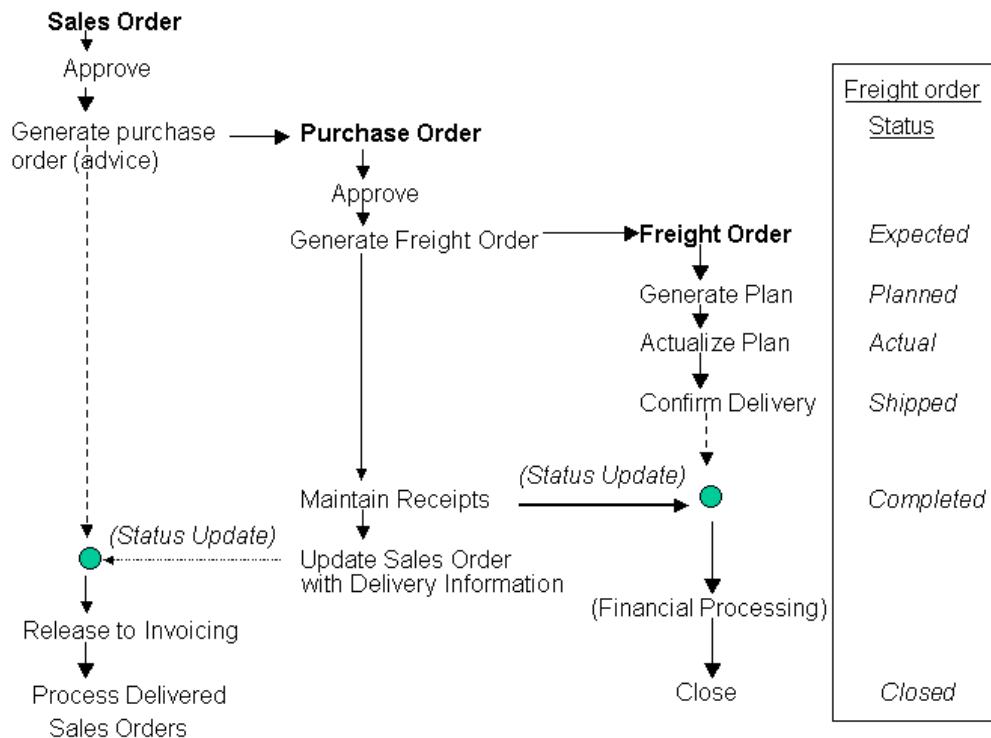 Sales Order
Approve
Generate purchase
order (advice)
Purchase Order
Approve
Generate Freight Order
Freight Order
Generate Plan
Actualize Plan
Confirm Delivery
(Status Update)
Maintain Receipts
(Status Update)
Update Sales Order
with Delivery Information
(Financial Processing)
Release to Invoicing
Process Delivered
Sales Orders
Close
Freight order
Status
Expected
Planned
Actual
Shipped
Completed
Closed